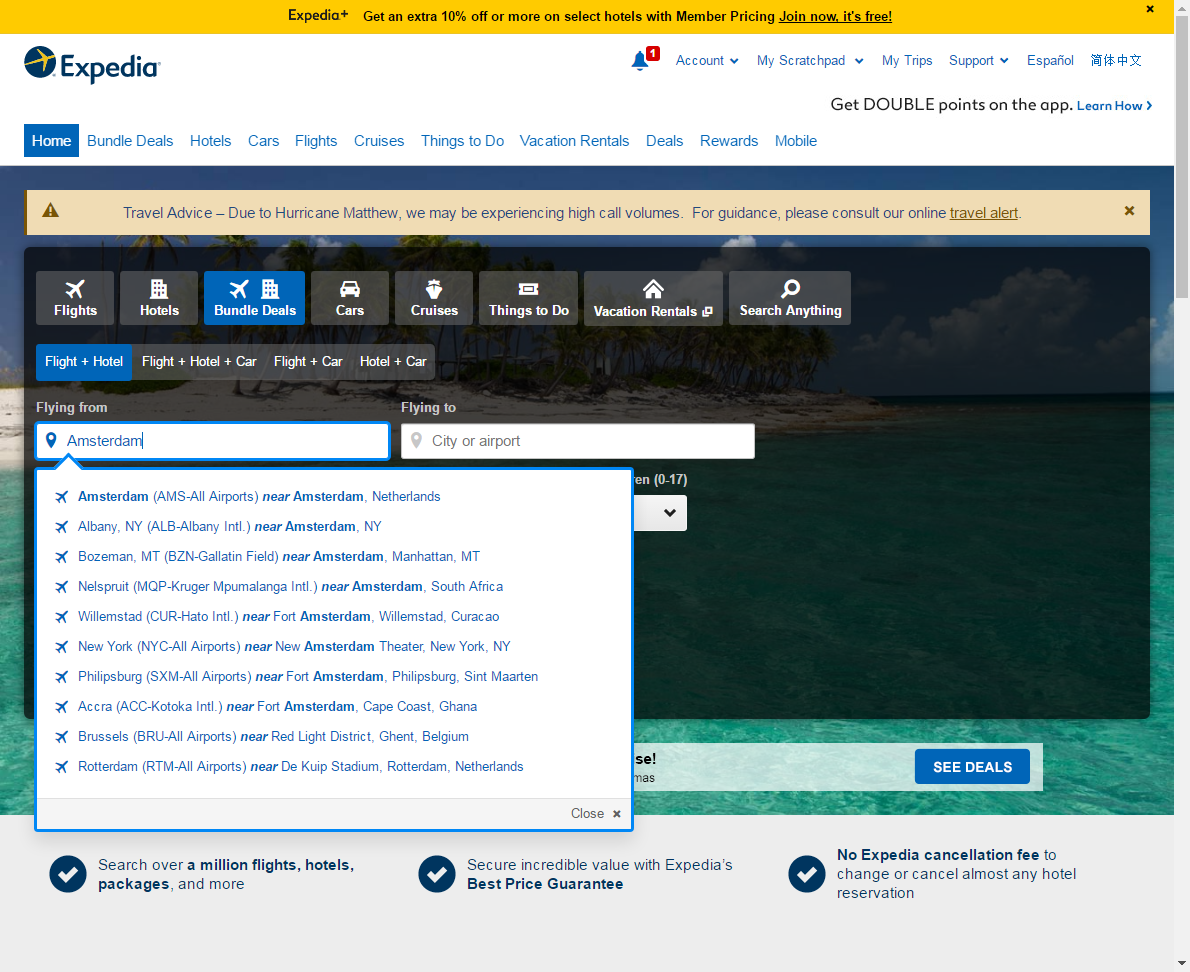 Expedia+ Get an extra 10% off or more on select hotels with Member Pricing Join now, it's free!
Expedia
1 Account My Scratchpad My Trips Support Español 简体中文
Get DOUBLE points on the app. Learn How
Home Bundle Deals Hotels Cars Flights Cruises Things to Do Vacation Rentals Deals Rewards Mobile
Travel Advice – Due to Hurricane Matthew, we may be experiencing high call volumes. For guidance, please consult our online travel alert.
Flights Hotels Bundle Deals Cars Cruises Things to Do Vacation Rentals Search Anything
Flight + Hotel Flight + Hotel + Car Flight + Car Hotel + Car
Flying from Flying to
Amsterdam City or airport
ren (0-17)
Amsterdam (AMS-All Airports) near Amsterdam, Netherlands
Albany, NY (ALB-Albany Intl.) near Amsterdam, NY
Bozeman, MT (BZN-Gallatin Field) near Amsterdam, Manhattan, MT
Nelspruit (MQP-Kruger Mpumalanga Intl.) near Amsterdam, South Africa
Willemstad (CUR-Hato Intl.) near Fort Amsterdam, Willemstad, Curacao
New York (NYC-All Airports) near New Amsterdam Theater, New York, NY
Philipsburg (SXM-All Airports) near Fort Amsterdam, Philipsburg, Sint Maarten
Accra (ACC-Kotoka Intl.) near Fort Amsterdam, Cape Coast, Ghana
Brussels (BRU-All Airports) near Red Light District, Ghent, Belgium
Rotterdam (RTM-All Airports) near De Kuip Stadium, Rotterdam, Netherlands
se!
mas
SEE DEALS
Close
Search over a million flights, hotels,
packages, and more
Secure incredible value with Expedia's
Best Price Guarantee
No Expedia cancellation fee to
change or cancel almost any hotel
reservation